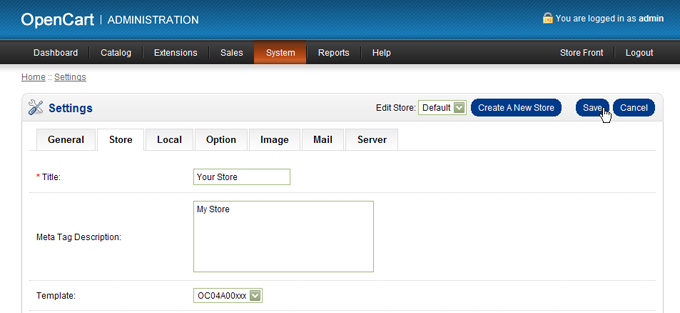 OpenCart | ADMINISTRATION You are logged in as admin
Dashboard Catalog Extensions Sales System Reports Help Store Front Logout
Home :: Settings
Settings Edit Store: Default Create A New Store Save Cancel
General Store Local Option Image Mail Server
* Title: Your Store
My Store
Meta Tag Description:
Template: OC04A00xxx